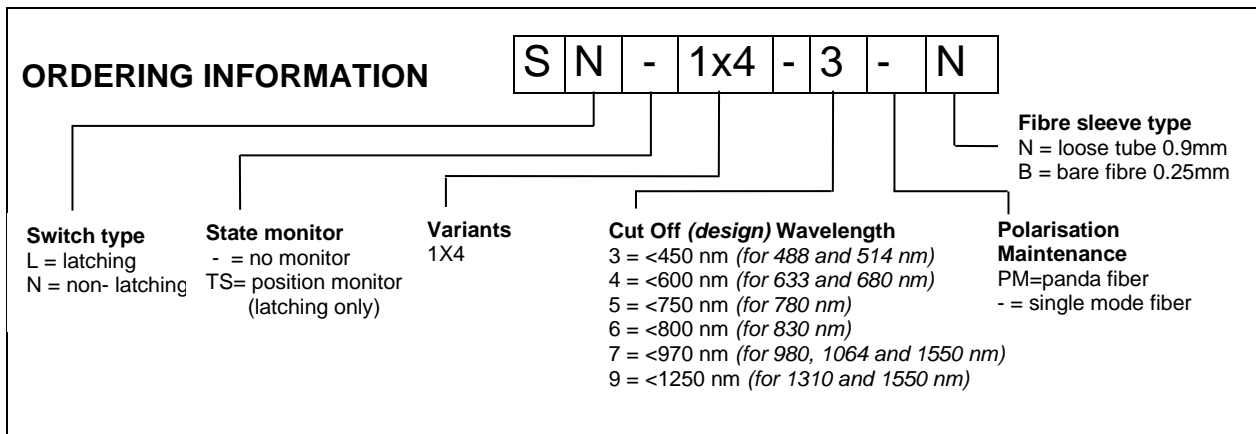 ORDERING INFORMATION
S N - 1x4 - 3 - N
Fibre sleeve type
N = loose tube 0.9mm
B = bare fibre 0.25mm
Switch type
L = latching
N = non- latching
State monitor
- = no monitor
TS= position monitor
(latching only)
Variants
1X4
Cut Off (design) Wavelength
3 = <450 nm (for 488 and 514 nm)
4 = <600 nm (for 633 and 680 nm)
5 = <750 nm (for 780 nm)
6 = <800 nm (for 830 nm)
7 = <970 nm (for 980, 1064 and 1550 nm)
9 = <1250 nm (for 1310 and 1550 nm)
Polarisation
Maintenance
PM=panda fiber
- = single mode fiber